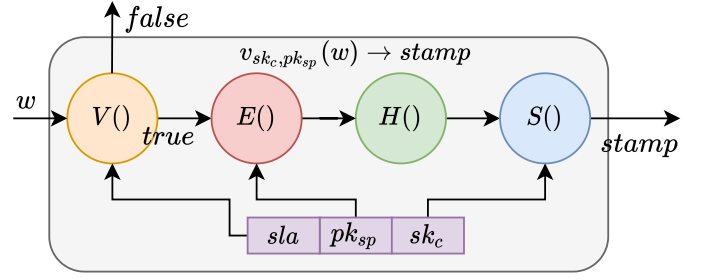 false
v_{sk_c,pk_{sp}}(w) → stamp
w
V()
true
E()
H()
S()
stamp
sla
pk_{sp}
sk_c